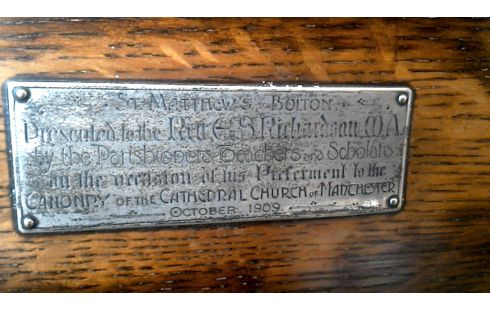 ST. MATTHEW'S BOLTON
Presented to the Rev E. S. Richardson, M.A.
by the Parishioners Teachers and Scholars
on the occasion of his Preferment to the
CANONRY OF THE CATHEDRAL CHURCH OF MANCHESTER
OCTOBER 1909